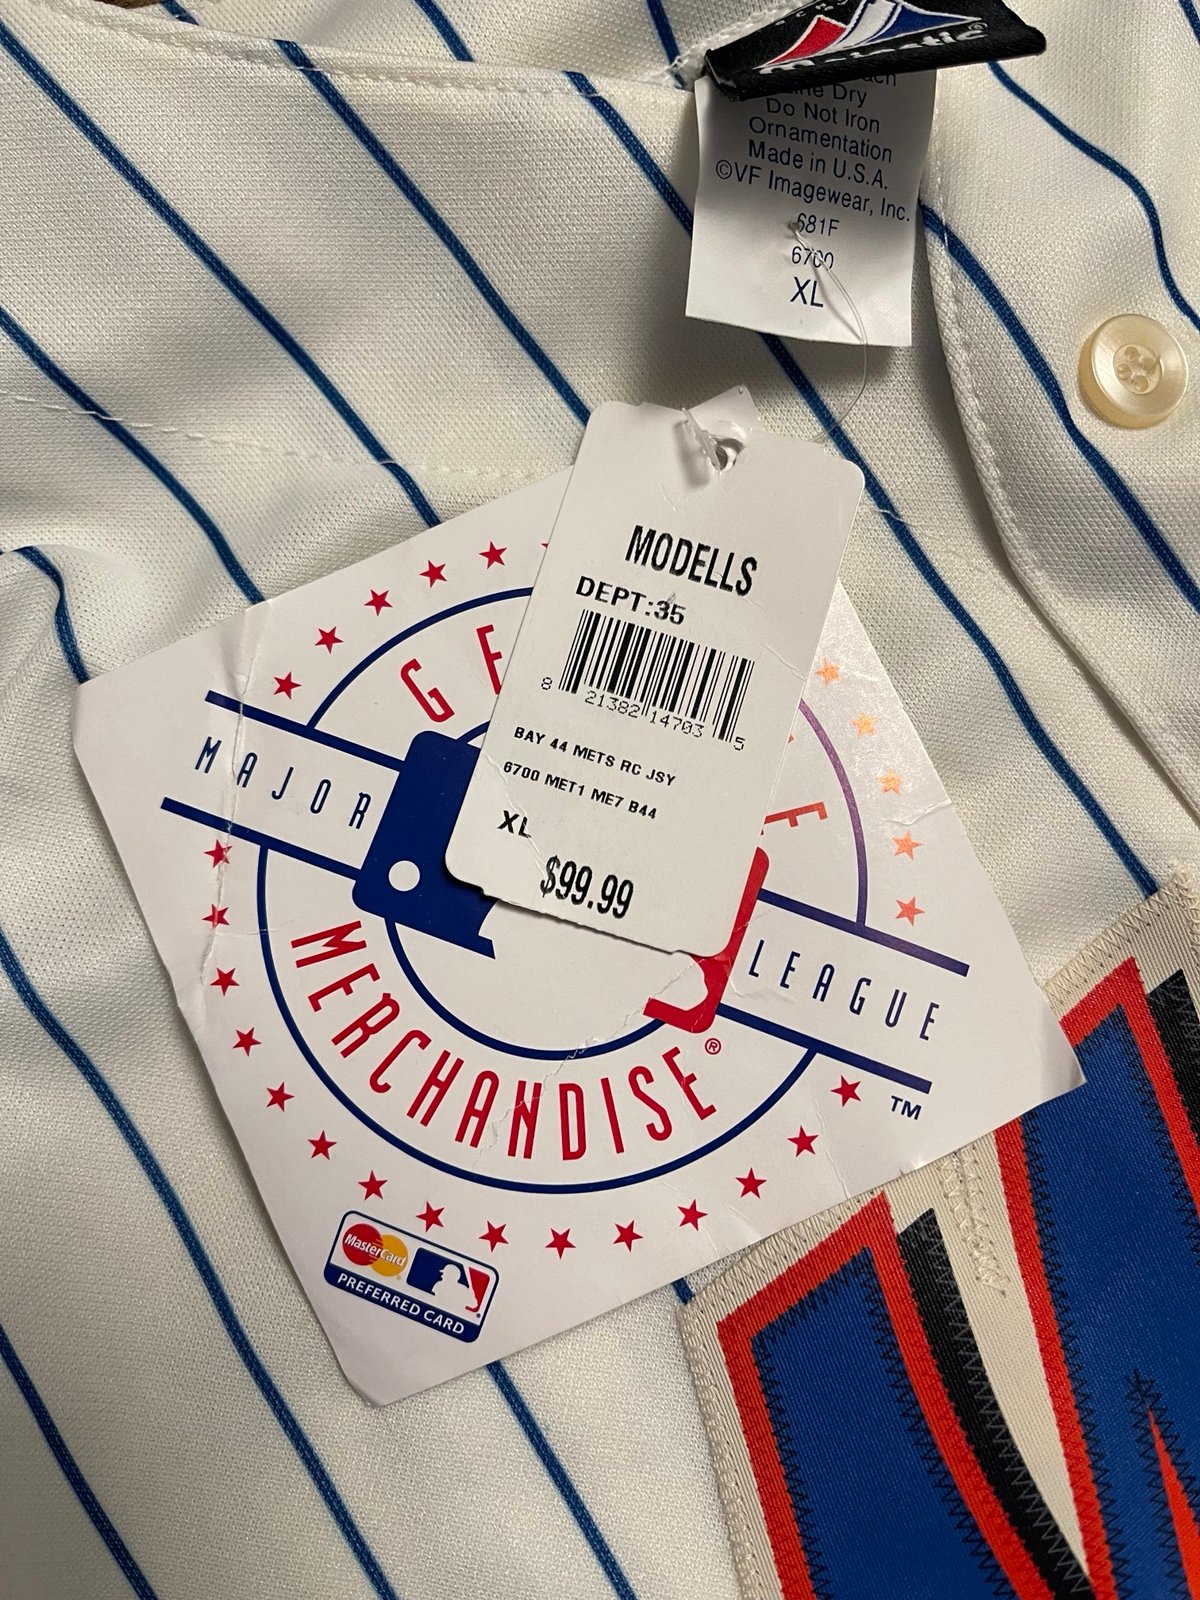 Majestic®
Dry
Do Not Iron
Ornamentation
Made in U.S.A.
©VF Imagewear, Inc.
681F
6700
XL
MODELLS
DEPT:35
8 21382 14703 5
BAY 44 METS RC JSY
6700 MET1 ME7 B44
XL
$99.99
MAJOR LEAGUE
MERCHANDISE®
TM
MasterCard
PREFERRED CARD